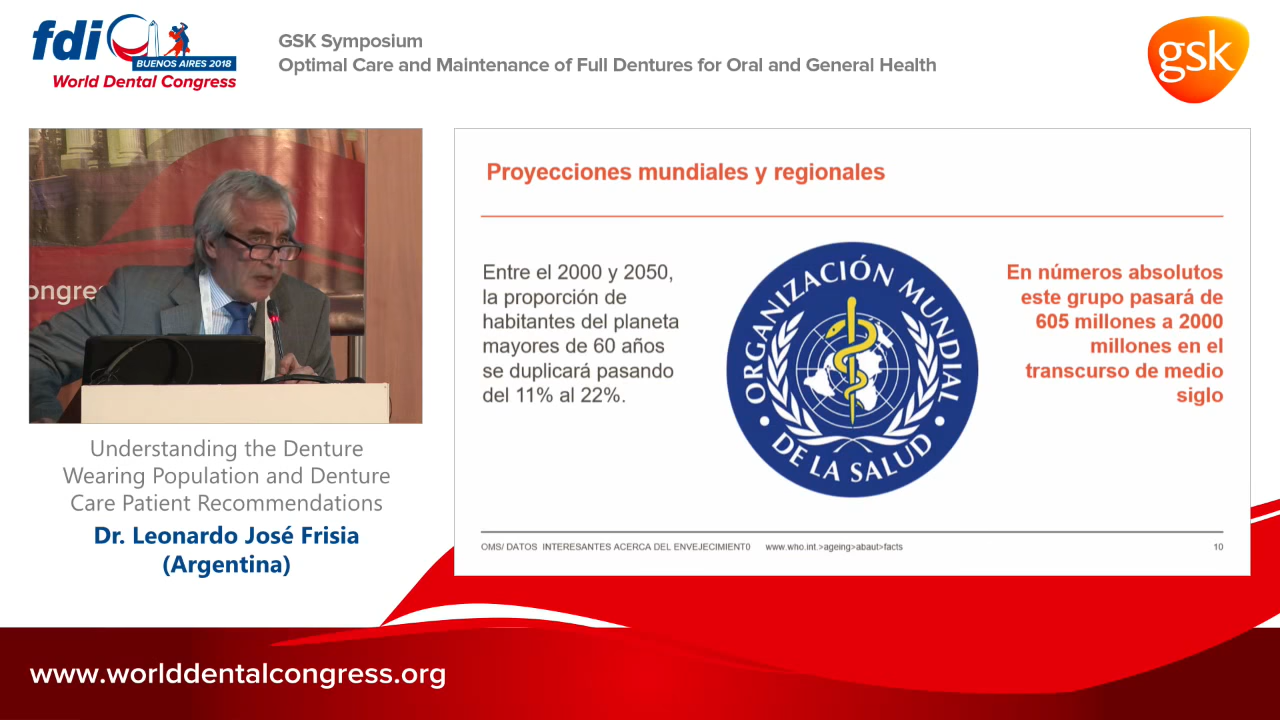 fdi
BUENOS AIRES 2018
World Dental Congress
GSK Symposium
Optimal Care and Maintenance of Full Dentures for Oral and General Health
gsk
ongre
Understanding the Denture
Wearing Population and Denture
Care Patient Recommendations
Dr. Leonardo José Frisia
(Argentina)
Proyecciones mundiales y regionales
Entre el 2000 y 2050,
la proporción de
habitantes del planeta
mayores de 60 años
se duplicará pasando
del 11% al 22%.
ORGANIZACIÓN MUNDIAL
DE LA SALUD
En números absolutos
este grupo pasará de
605 millones a 2000
millones en el
transcurso de medio
siglo
OMS/ DATOS INTERESANTES ACERCA DEL ENVEJECIMIENT0 www.who.int.>ageing>abaut>facts
10
www.worlddentalcongress.org